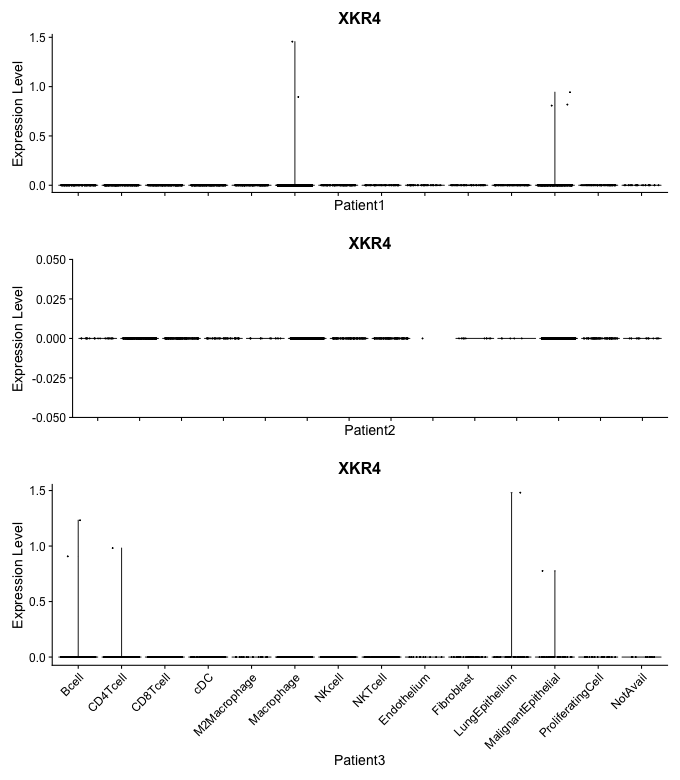 XKR4
Expression Level
1.5
1.0
0.5
0.0
Patient1
XKR4
Expression Level
0.050
0.025
0.000
-0.025
-0.050
Patient2
XKR4
Expression Level
1.5
1.0
0.5
0.0
Bcell
CD4Tcell
CD8Tcell
cDC
M2Macrophage
Macrophage
NKcell
NKTcell
Endothelium
Fibroblast
LungEpithelium
MalignantEpithelial
ProliferatingCell
NotAvail
Patient3